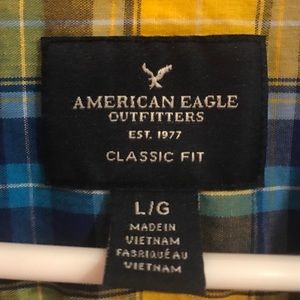 AMERICAN EAGLE
OUTFITTERS
EST. 1977
CLASSIC FIT
L/G
MADE IN
VIETNAM
FABRIQUÉ AU
VIETNAM